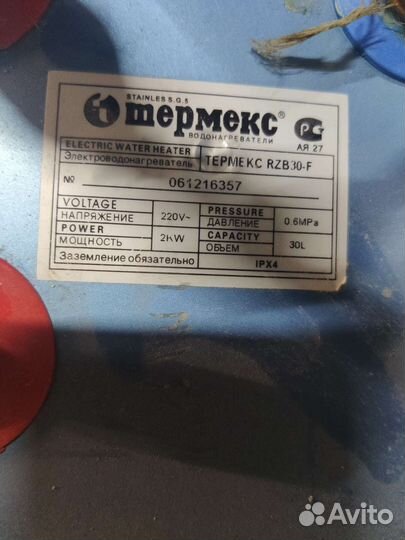 STAINLES S.G.S
термекс®
ВОДОНАГРЕВАТЕЛИ
РG
АЯ 27
ELECTRIC WATER HEATER
Электроводонагреватель
ТЕРМЕКС RZB30-F
№ 061216357
VOLTAGE
НАПРЯЖЕНИЕ
220V~
PRESSURE
ДАВЛЕНИЕ
0.6MPa
POWER
МОЩНОСТЬ
2KW
CAPACITY
ОБЪЕМ
30L
Заземление обязательно
IPX4
Avito